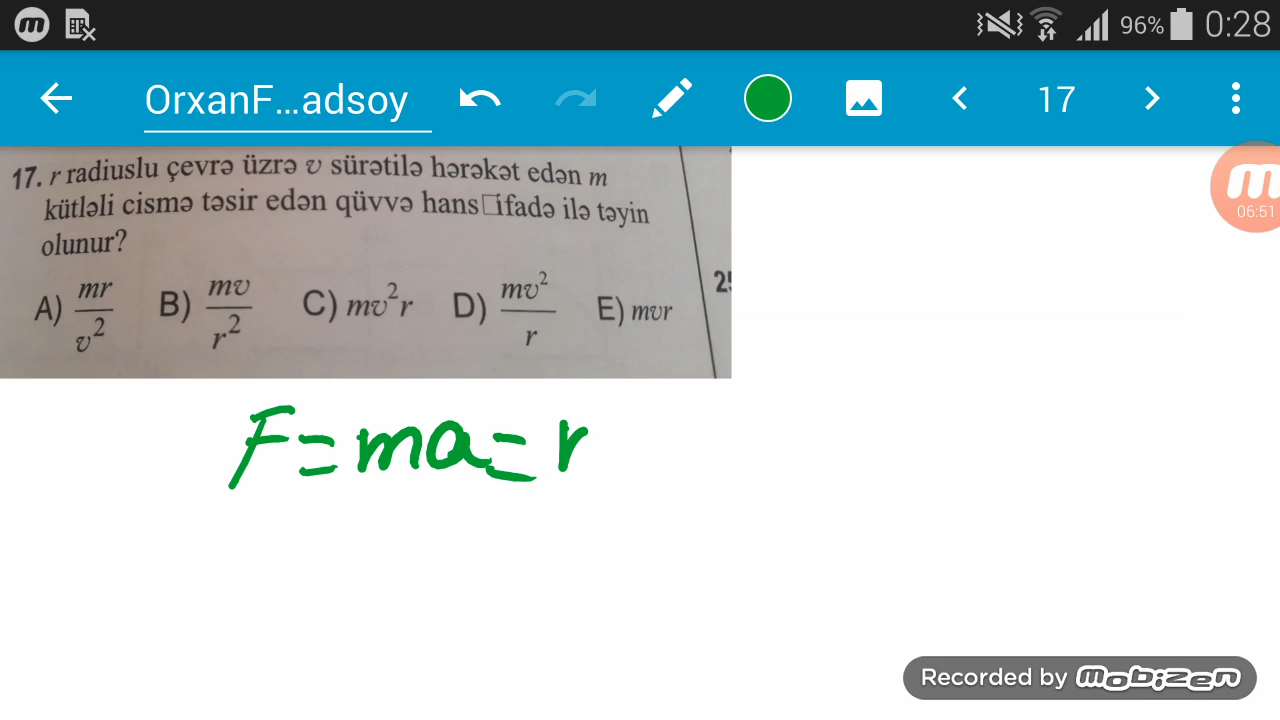 96% 0:28
OrxanF...adsoy 17
06:51
17. r radiuslu çevrə üzrə v sürətilə hərəkət edən m
kütləli cismə təsir edən qüvvə hans□ifadə ilə təyin
olunur?
A) mr/v² B) mv/r² C) mv²r D) mv²/r E) mvr
F=ma=r
Recorded by mobizen